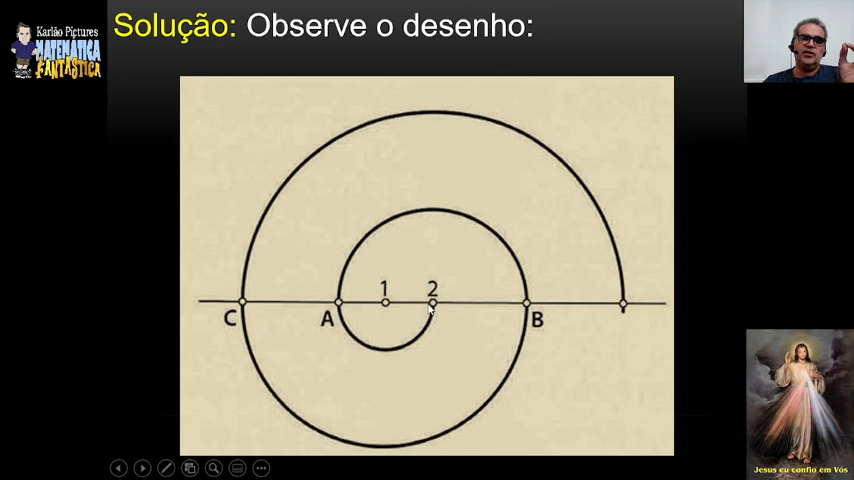 Solução: Observe o desenho:
Karlão Pictures
MATEMÁTICA
FANTÁSTICA
1 2
C A B
Jesus eu confio em Vós